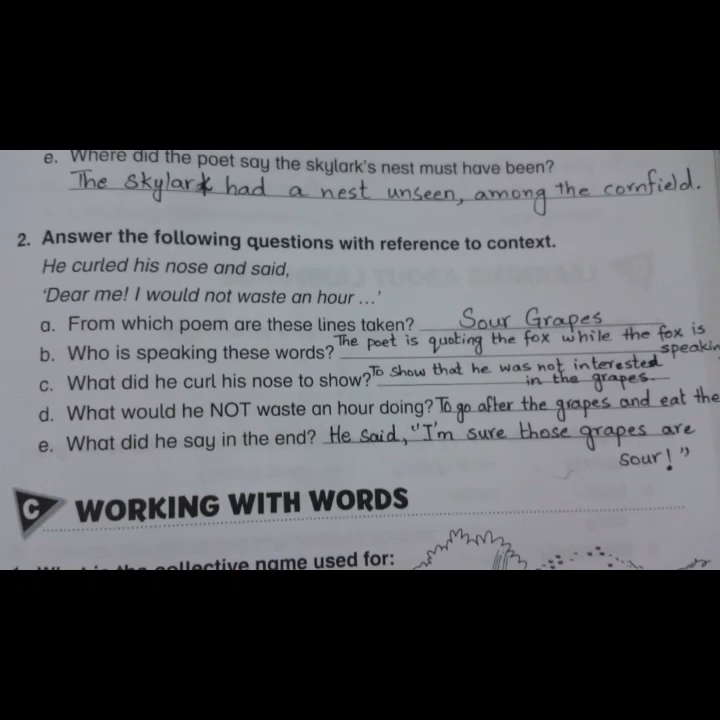 e. Where did the poet say the skylark's nest must have been?
The skylark had a nest unseen, among the cornfield.
2. Answer the following questions with reference to context.
He curled his nose and said,
'Dear me! I would not waste an hour ...'
a. From which poem are these lines taken? Sour Grapes
b. Who is speaking these words? The poet is quoting the fox while the fox is
speakin
c. What did he curl his nose to show? To show that he was not interested
in the grapes.
d. What would he NOT waste an hour doing? To go after the grapes and eat the
e. What did he say in the end? He said, "I'm sure those grapes are
sour!"
C WORKING WITH WORDS
collective name used for: